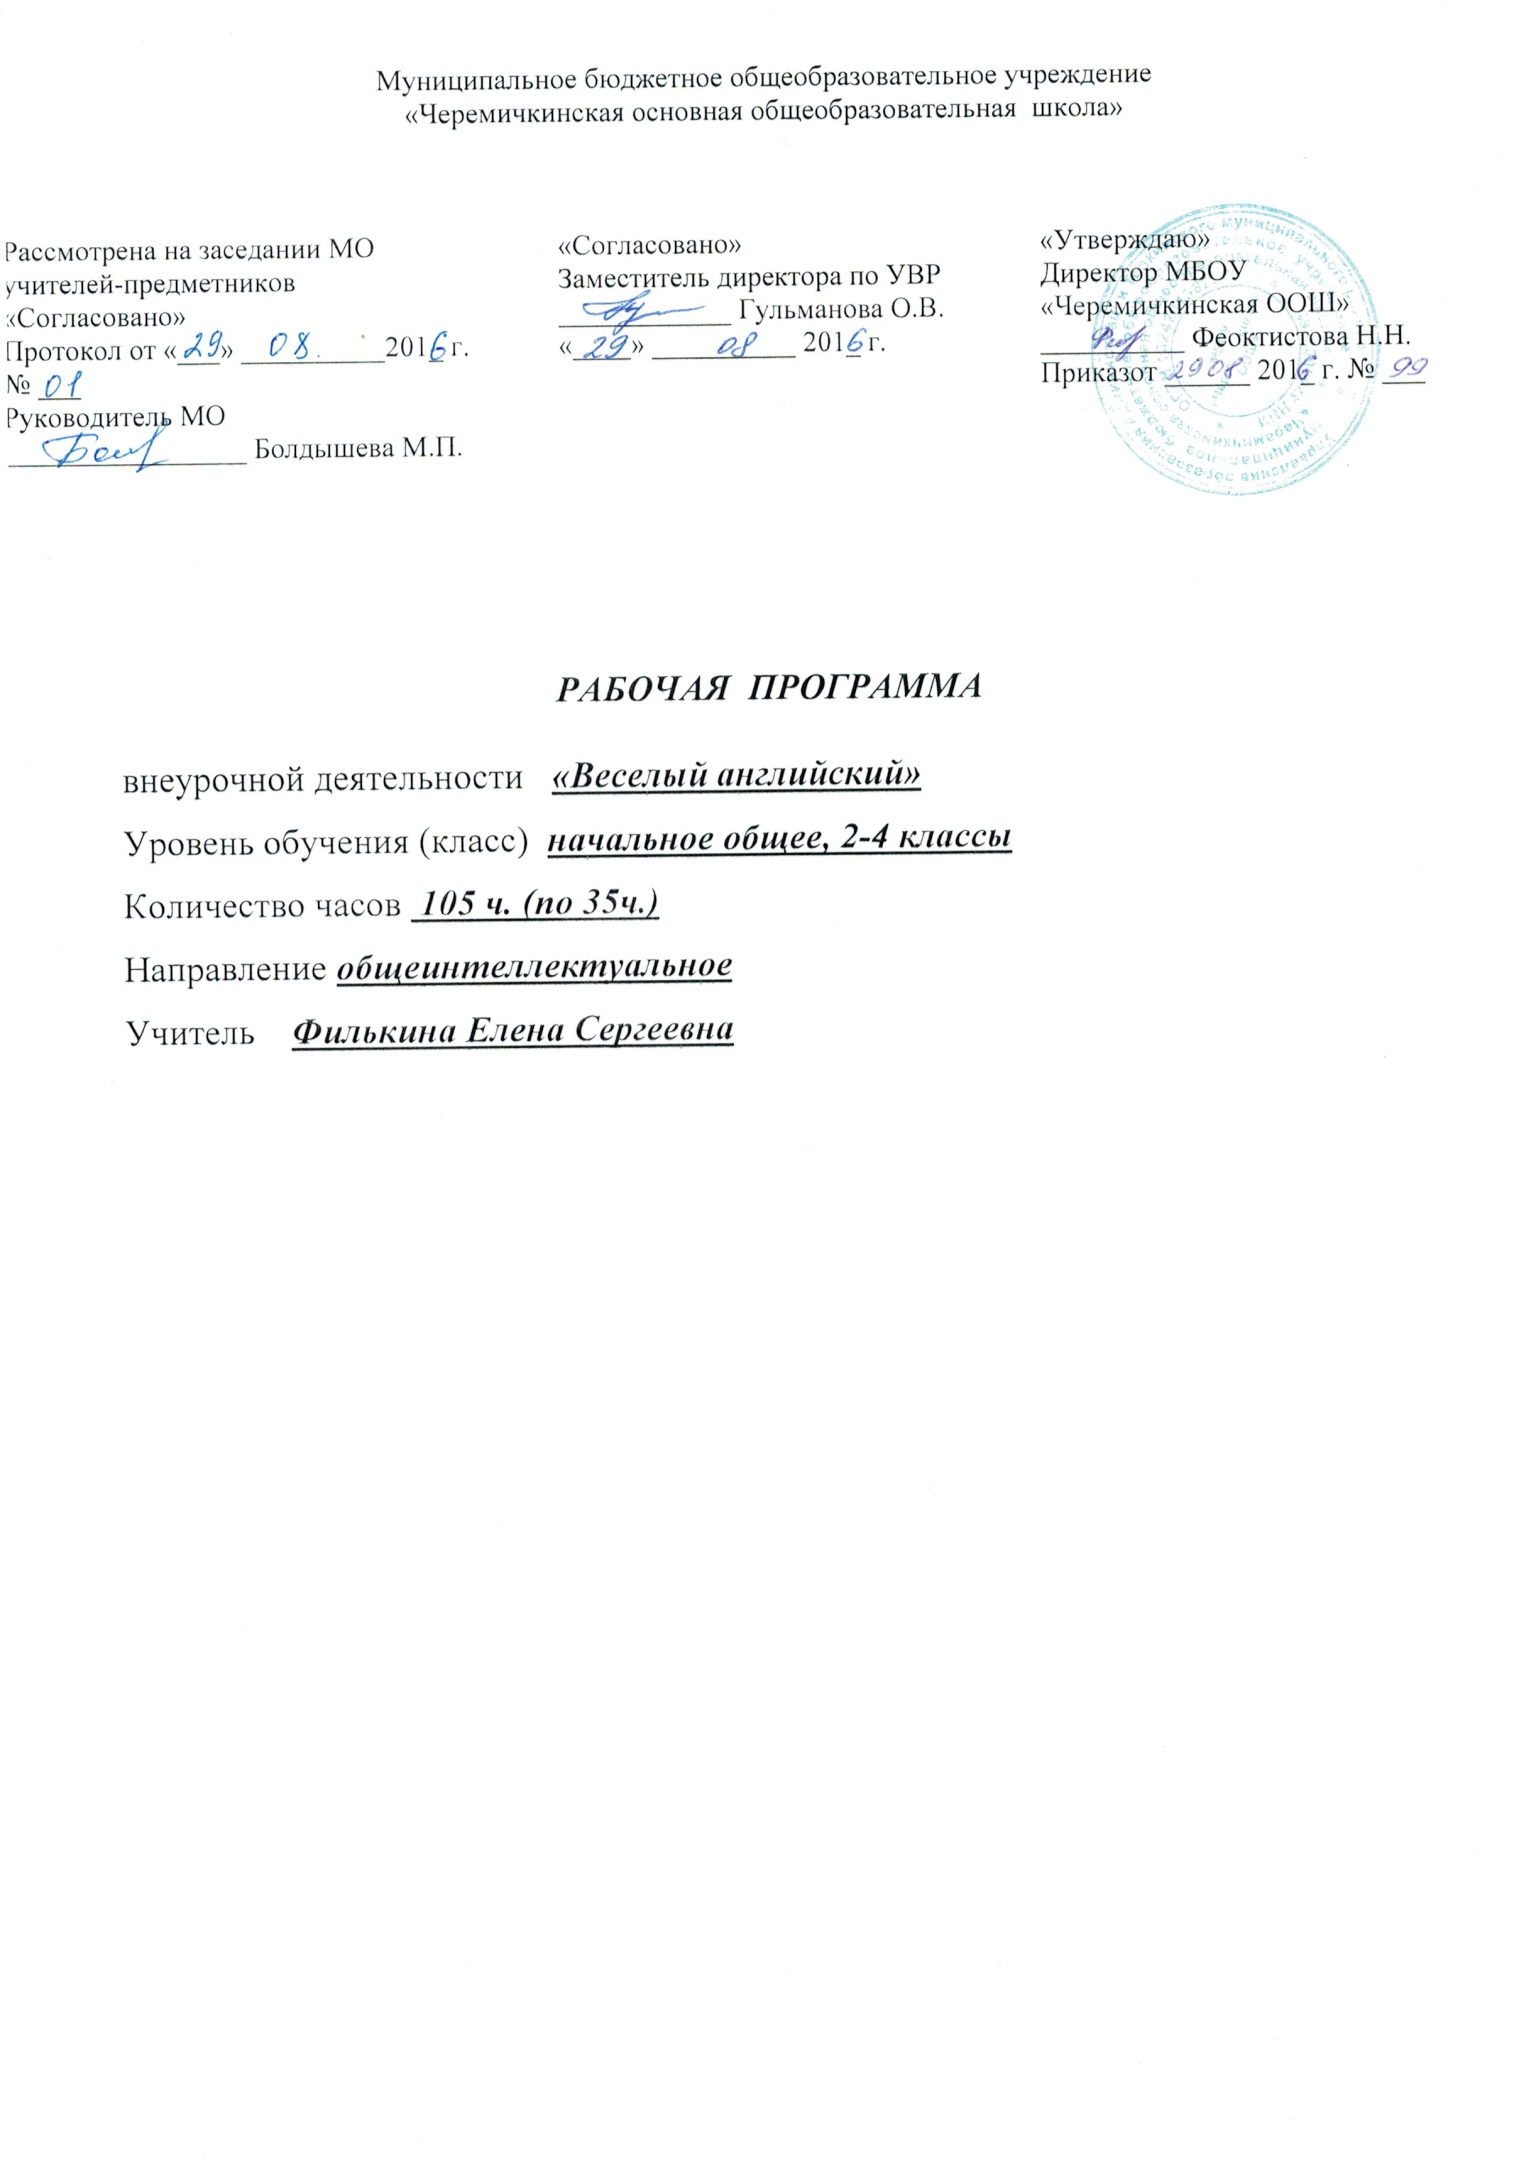 Муниципальное бюджетное общеобразовательное учреждение
«Черемичкинская основная общеобразовательная школа»
Рассмотрена на заседании МО
учителей-предметников
«Согласовано»
Протокол от «29» 08. 2016 г.
№ 01
Руководитель МО
Болдышева М.П.
«Согласовано»
Заместитель директора по УВР
Гульманова О.В.
«29» 08 2016 г.
«Утверждаю»
Директор МБОУ
«Черемичкинская ООШ»
Феоктистова Н.Н.
Приказот 29 08 2016 г. № 99
РАБОЧАЯ ПРОГРАММА
внеурочной деятельности «Веселый английский»
Уровень обучения (класс) начальное общее, 2-4 классы
Количество часов 105 ч. (по 35ч.)
Направление общеинтеллектуальное
Учитель Филькина Елена Сергеевна